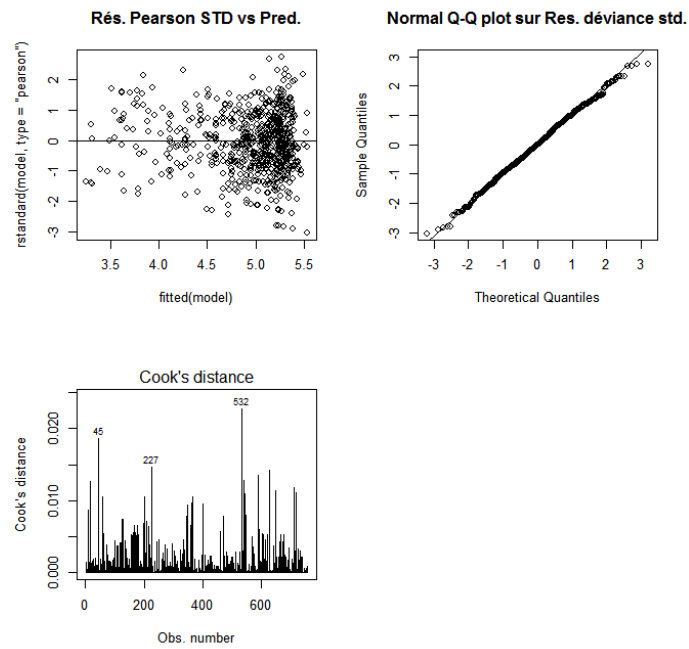 Rés. Pearson STD vs Pred.
rstandard(model, type = "pearson")
2
1
0
-1
-2
-3
3.5 4.0 4.5 5.0 5.5
fitted(model)
Normal Q-Q plot sur Res. déviance std.
Sample Quantiles
3
2
1
0
-1
-2
-3
-3 -2 -1 0 1 2 3
Theoretical Quantiles
Cook's distance
Cook's distance
0.020
0.010
0.000
45
227
532
0 200 400 600
Obs. number